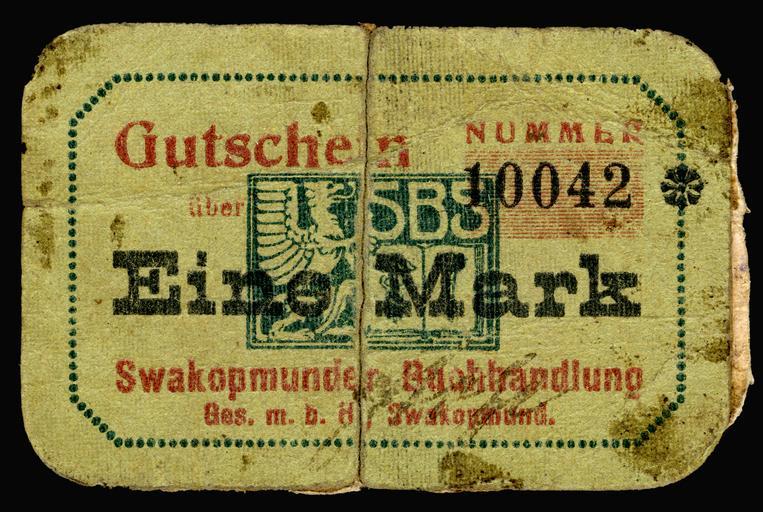 Gutschein
NUMMER
10042
über
SBS
Eine Mark
Swakopmunder Buchhandlung
Ges. m. b. H., Swakopmund.